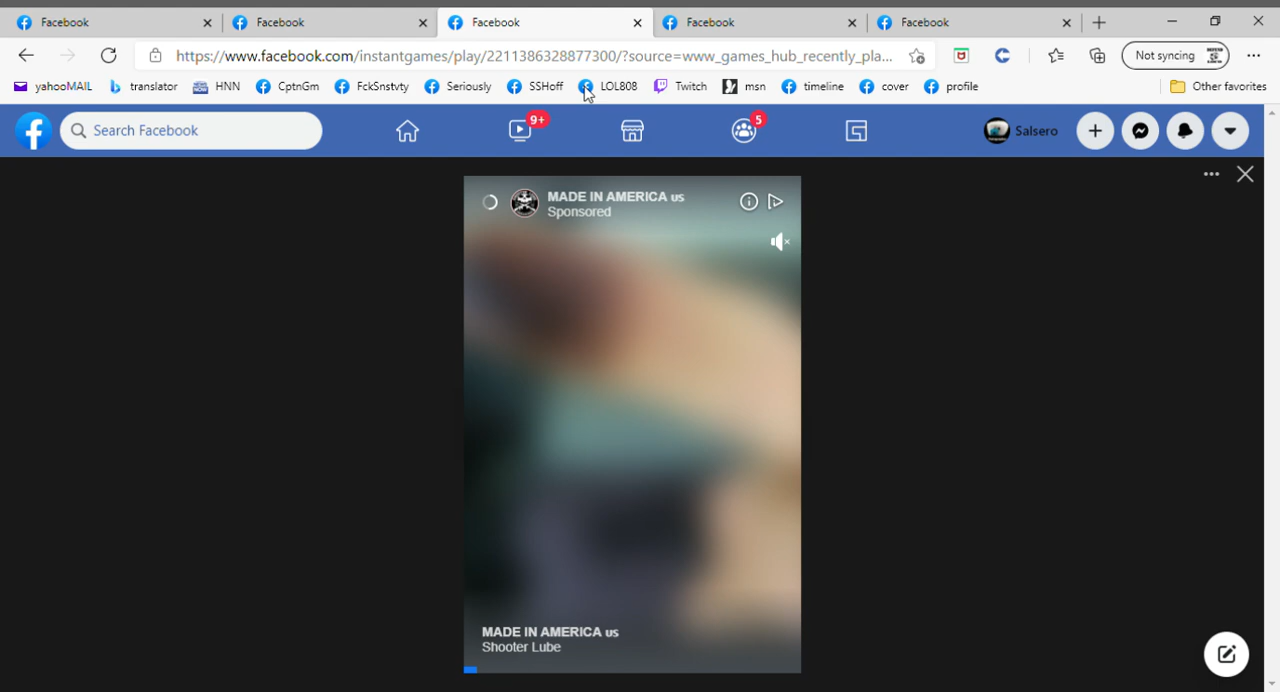 Facebook
Facebook
Facebook
Facebook
Facebook
https://www.facebook.com/instantgames/play/2211386328877300/?source=www_games_hub_recently_pla...
Not syncing
yahooMAIL
translator
HNN
CptnGm
FckSnstvty
Seriously
SSHoff
LOL808
Twitch
msn
timeline
cover
profile
Other favorites
Search Facebook
9+
5
Salsero
MADE IN AMERICA us
Sponsored
MADE IN AMERICA us
Shooter Lube